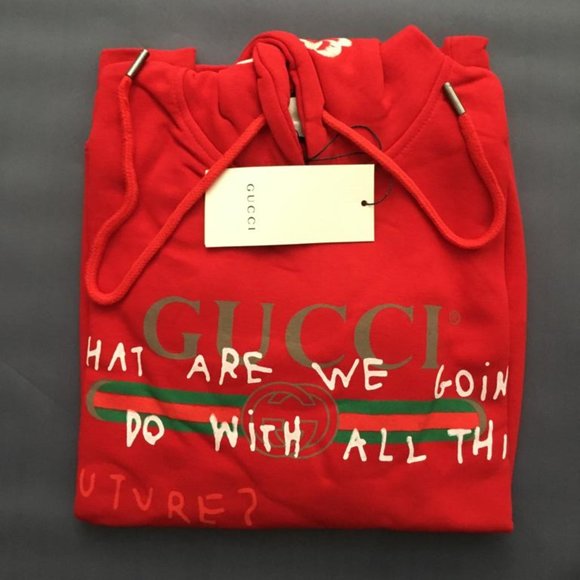 GUCCI
GUCCI®
HAT ARE WE GOIN
DO WITH ALL THI
UTURE?